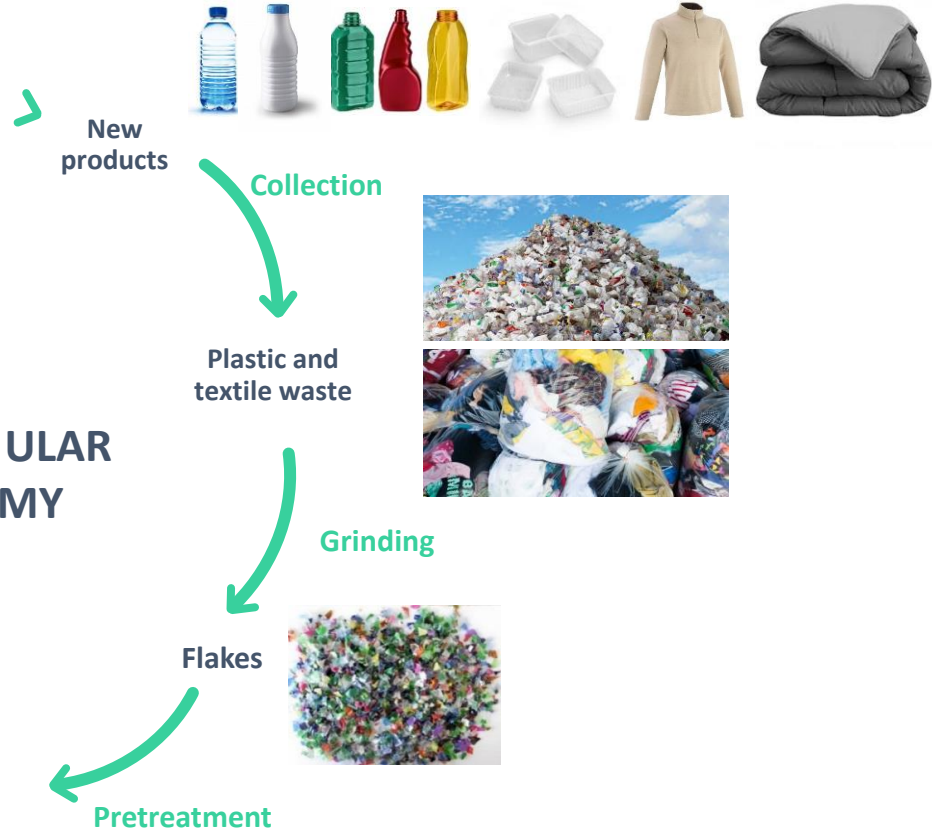 New
products
Collection
Plastic and
textile waste
ULAR
MY
Grinding
Flakes
Pretreatment